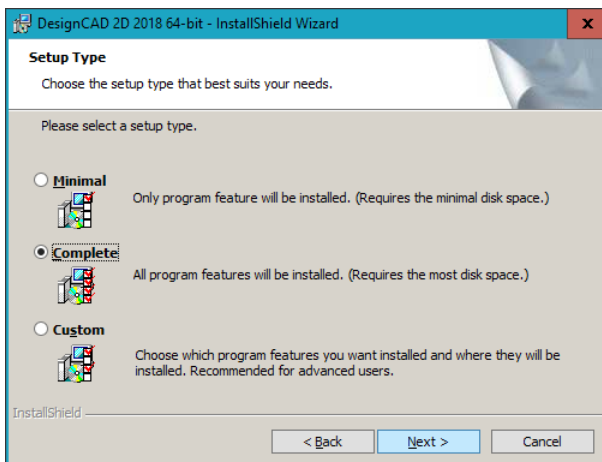 DesignCAD 2D 2018 64-bit - InstallShield Wizard
Setup Type
Choose the setup type that best suits your needs.
Please select a setup type.
Minimal
Only program feature will be installed. (Requires the minimal disk space.)
Complete
All program features will be installed. (Requires the most disk space.)
Custom
Choose which program features you want installed and where they will be
installed. Recommended for advanced users.
InstallShield
< Back Next > Cancel